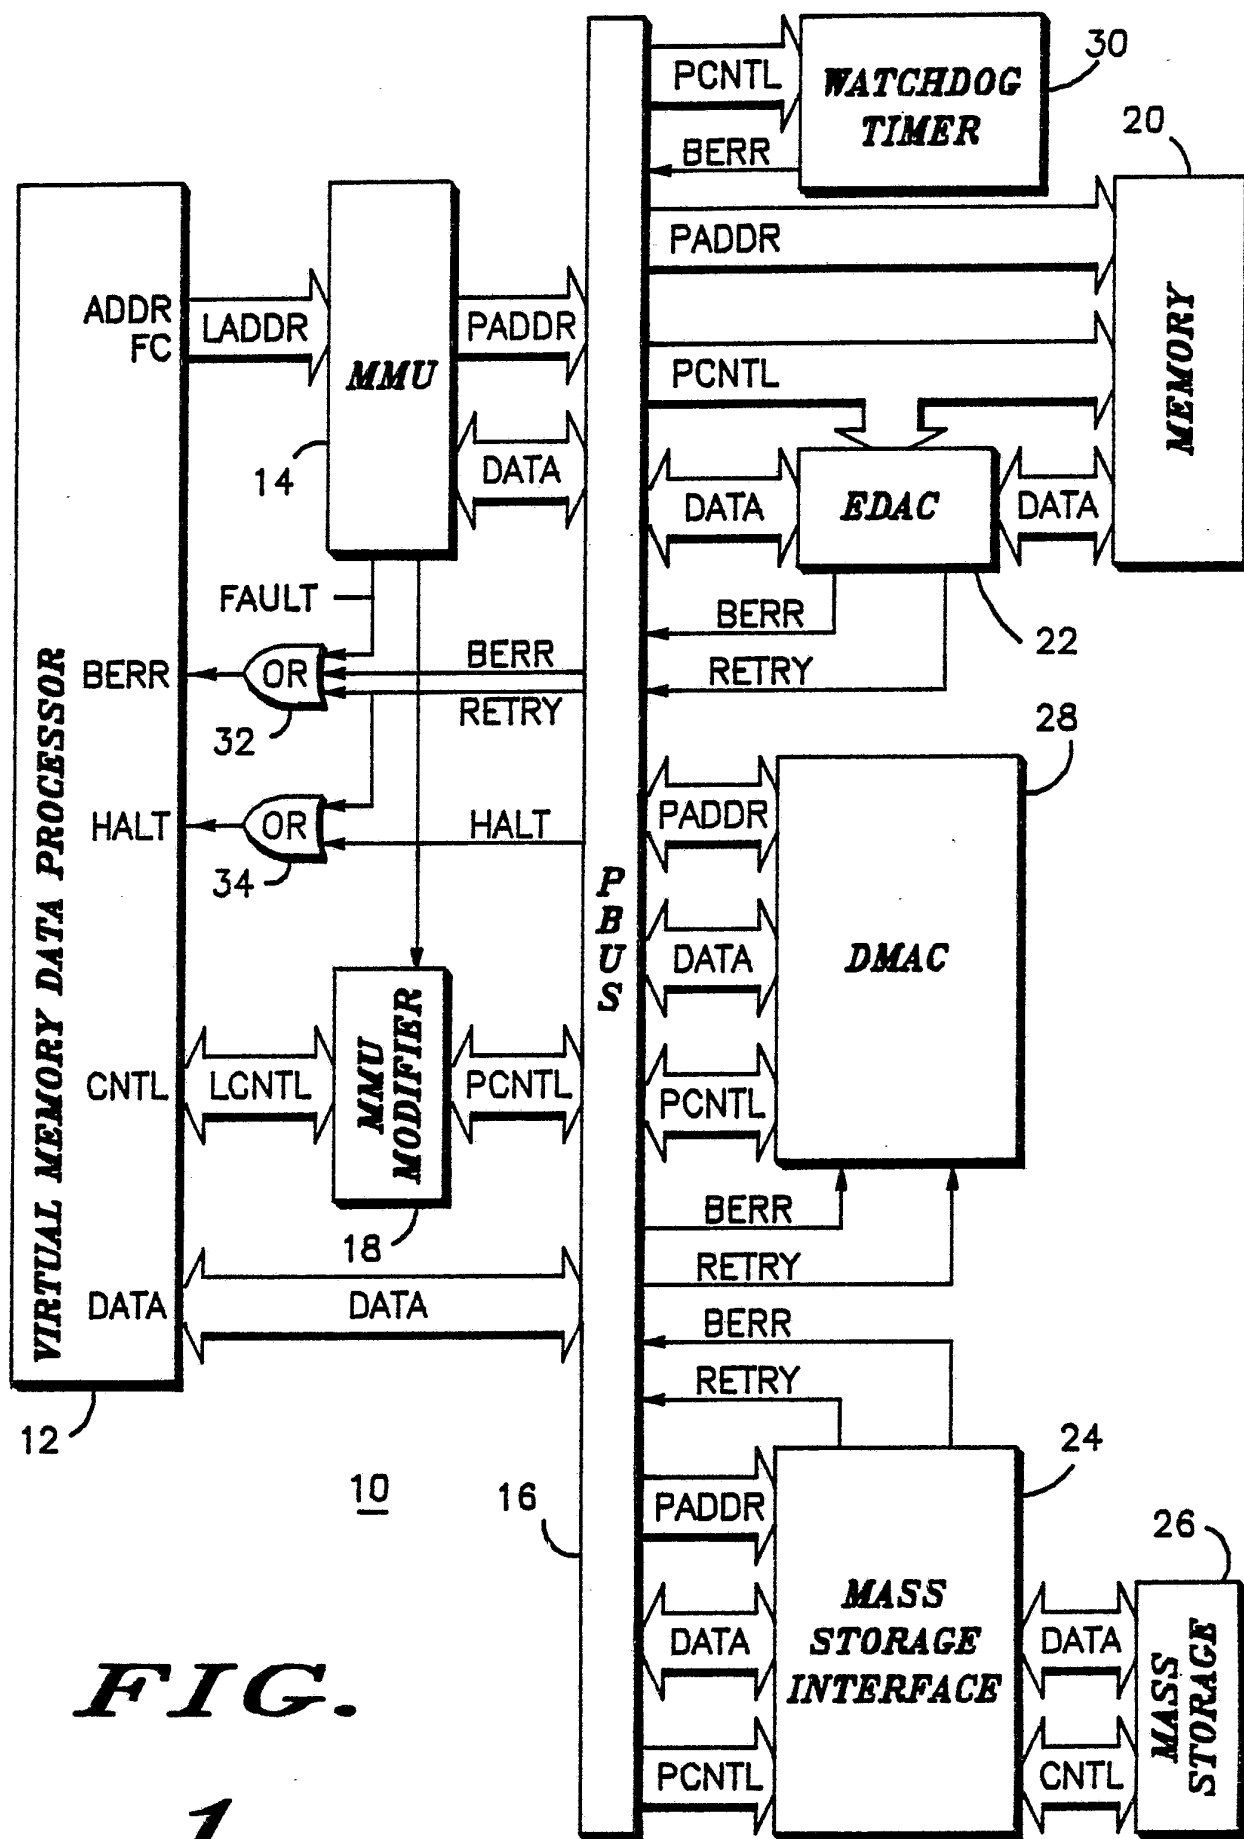 PCNTL
WATCHDOG
TIMER
30
BERR
20
ADDR
FC
LADDR
MMU
PADDR
PADDR
PCNTL
MEMORY
14
DATA
DATA
EDAC
DATA
FAULT
BERR
22
RETRY
BERR
OR
BERR
RETRY
32
28
HALT
OR
HALT
34
PADDR
VIRTUAL MEMORY DATA PROCESSOR
PBUS
DATA
DMAC
CNTL
LCNTL
MMU
MODIFIER
PCNTL
PCNTL
18
BERR
RETRY
DATA
DATA
BERR
RETRY
12
10
16
24
PADDR
26
MASS
STORAGE
INTERFACE
DATA
DATA
MASS
STORAGE
PCNTL
CNTL
FIG.
1